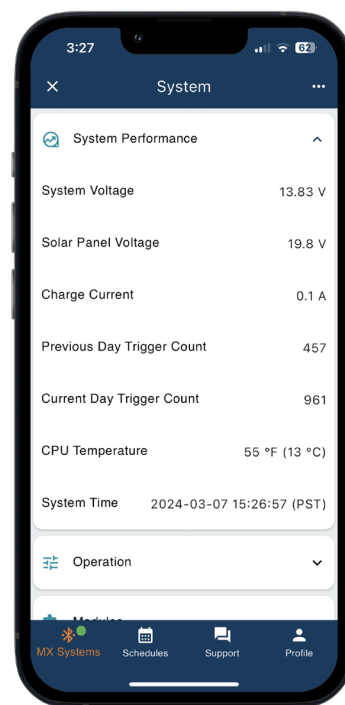 3:27
62
System
System Performance
System Voltage 13.83 V
Solar Panel Voltage 19.8 V
Charge Current 0.1 A
Previous Day Trigger Count 457
Current Day Trigger Count 961
CPU Temperature 55 °F (13 °C)
System Time 2024-03-07 15:26:57 (PST)
Operation
Modules
MX Systems Schedules Support Profile